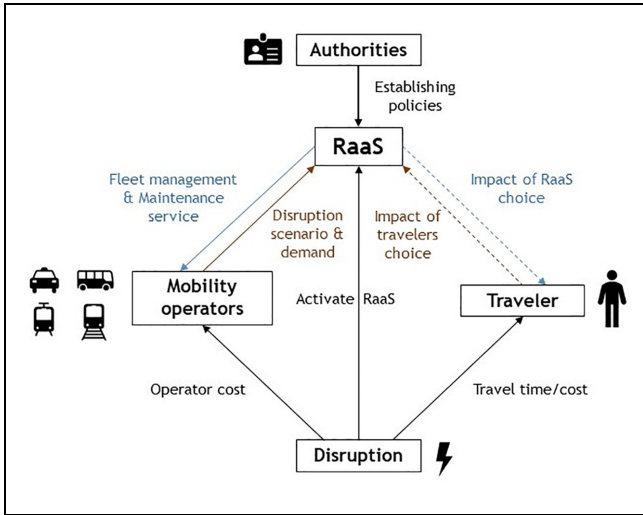 Authorities
Establishing
policies
RaaS
Fleet management
& Maintenance
service
Disruption
scenario &
demand
Impact of
travelers
choice
Impact of RaaS
choice
Mobility
operators
Activate RaaS
Traveler
Operator cost
Travel time/cost
Disruption